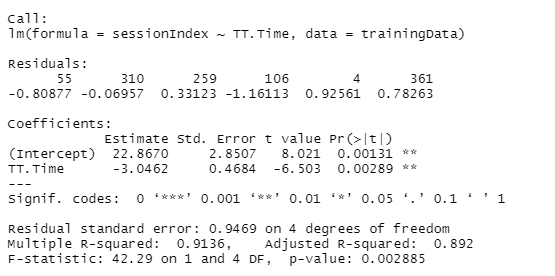 Call:
lm(formula = sessionIndex ~ TT.Time, data = trainingData)
Residuals:
55 310 259 106 4 361
-0.80877 -0.06957 0.33123 -1.16113 0.92561 0.78263
Coefficients:
Estimate Std. Error t value Pr(>|t|)
(Intercept) 22.8670 2.8507 8.021 0.00131 **
TT.Time -3.0462 0.4684 -6.503 0.00289 **
---
Signif. codes: 0 ‘***’ 0.001 ‘**’ 0.01 ‘*’ 0.05 ‘.’ 0.1 ‘ ’ 1
Residual standard error: 0.9469 on 4 degrees of freedom
Multiple R-squared: 0.9136, Adjusted R-squared: 0.892
F-statistic: 42.29 on 1 and 4 DF, p-value: 0.002885